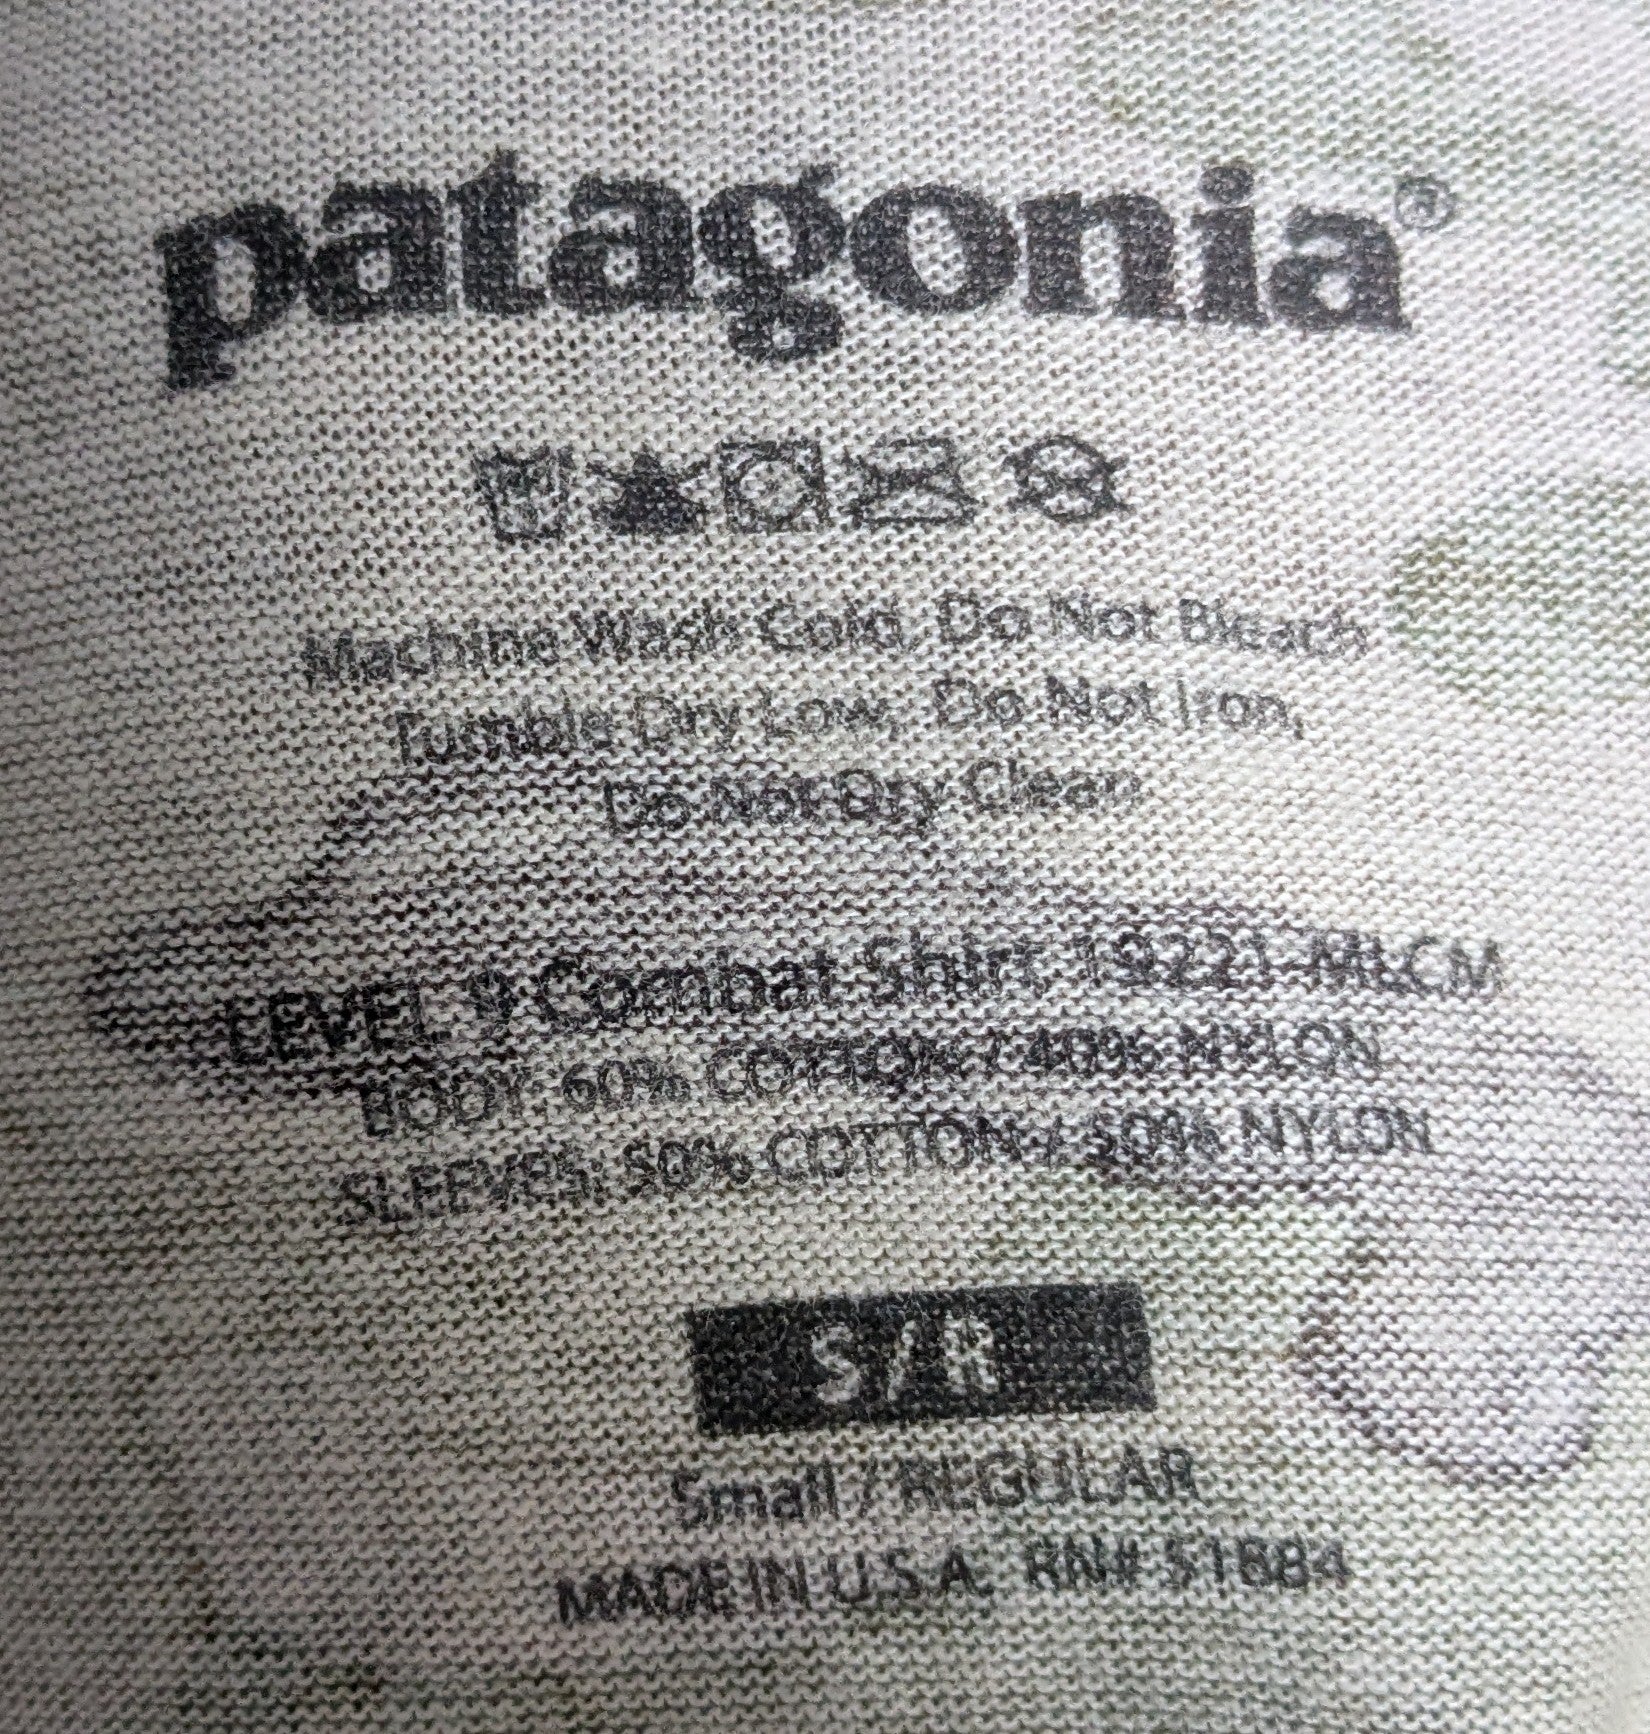 patagonia®
Machine Wash Cold, Do Not Bleach
Tumble Dry Low, Do Not Iron,
Do Not Dry Clean
LEVEL 9 Combat Shirt 19221-MLCM
BODY: 60% COTTON / 40% NYLON
SLEEVES: 50% COTTON / 50% NYLON
S / R
Small / REGULAR
MADE IN U.S.A. RN# 51884